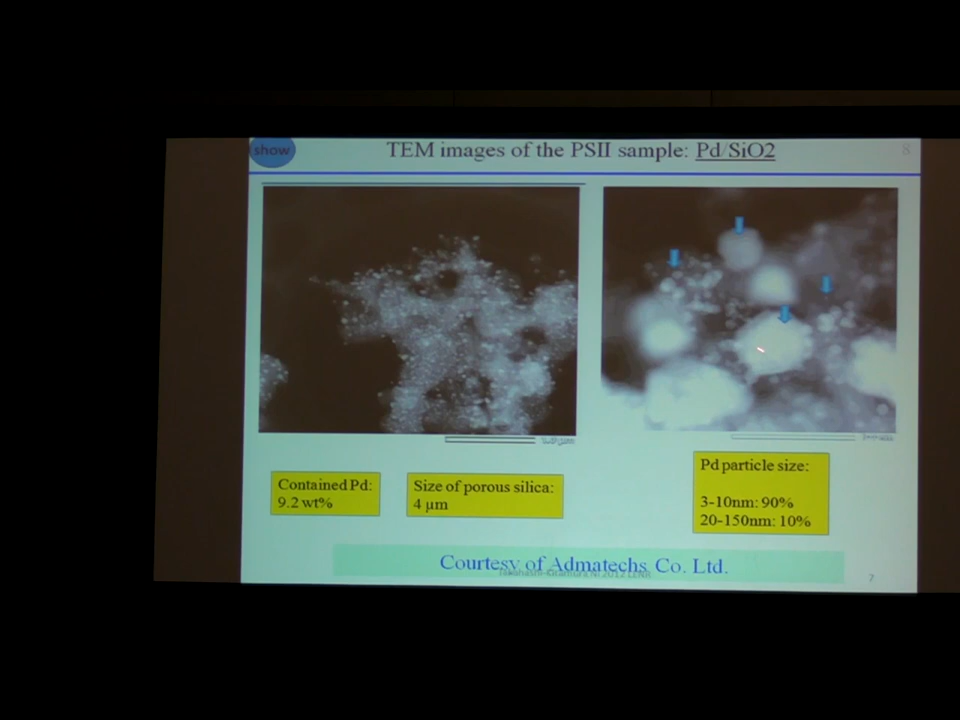 show
TEM images of the PSII sample: Pd/SiO2
8
Contained Pd:
9.2 wt%
Size of porous silica:
4 µm
Pd particle size:
3-10nm: 90%
20-150nm: 10%
Courtesy of Admatechs Co. Ltd.
7